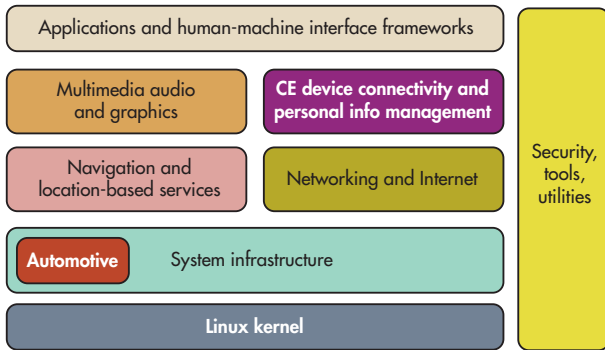 Applications and human-machine interface frameworks
Multimedia audio
and graphics
CE device connectivity and
personal info management
Navigation and
location-based services
Networking and Internet
Automotive
System infrastructure
Linux kernel
Security,
tools,
utilities